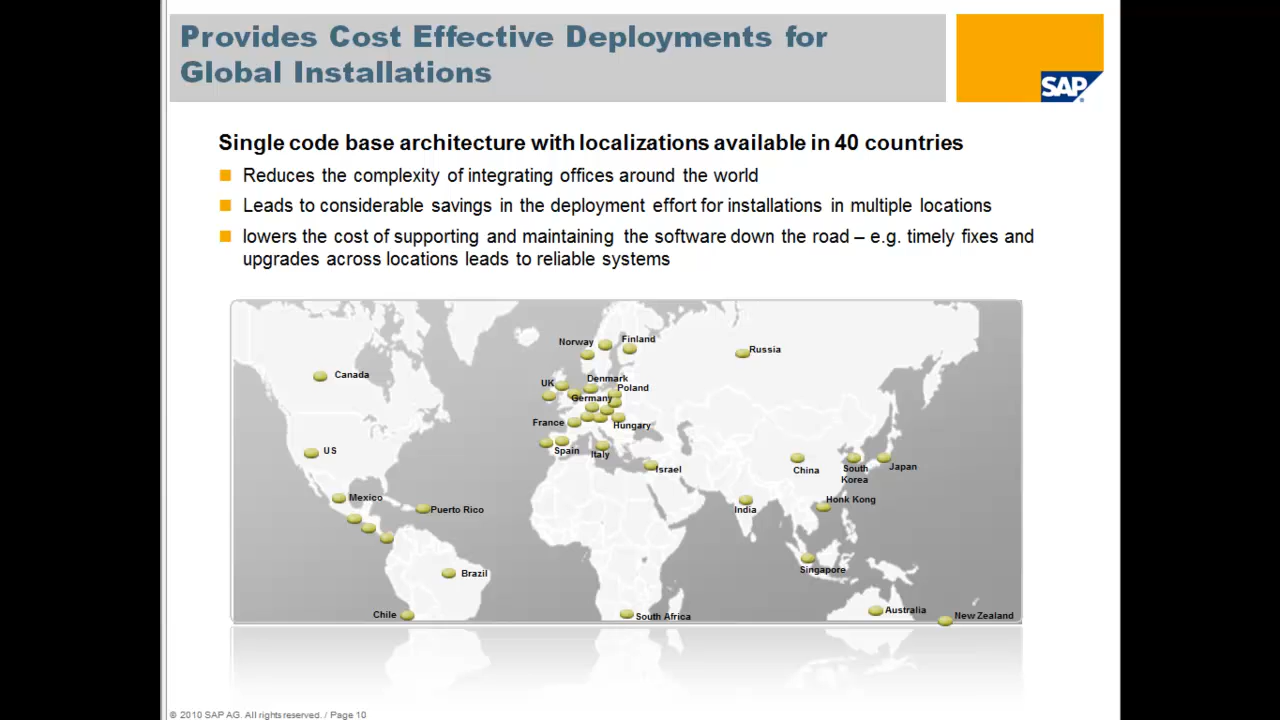 Provides Cost Effective Deployments for
Global Installations
SAP
Single code base architecture with localizations available in 40 countries
Reduces the complexity of integrating offices around the world
Leads to considerable savings in the deployment effort for installations in multiple locations
lowers the cost of supporting and maintaining the software down the road – e.g. timely fixes and
upgrades across locations leads to reliable systems
Norway
Finland
Russia
Canada
UK
Denmark
Poland
Germany
France
Hungary
US
Spain
Italy
Israel
China
South
Korea
Japan
Mexico
Puerto Rico
India
Honk Kong
Brazil
Singapore
Chile
South Africa
Australia
New Zealand
© 2010 SAP AG. All rights reserved. / Page 10